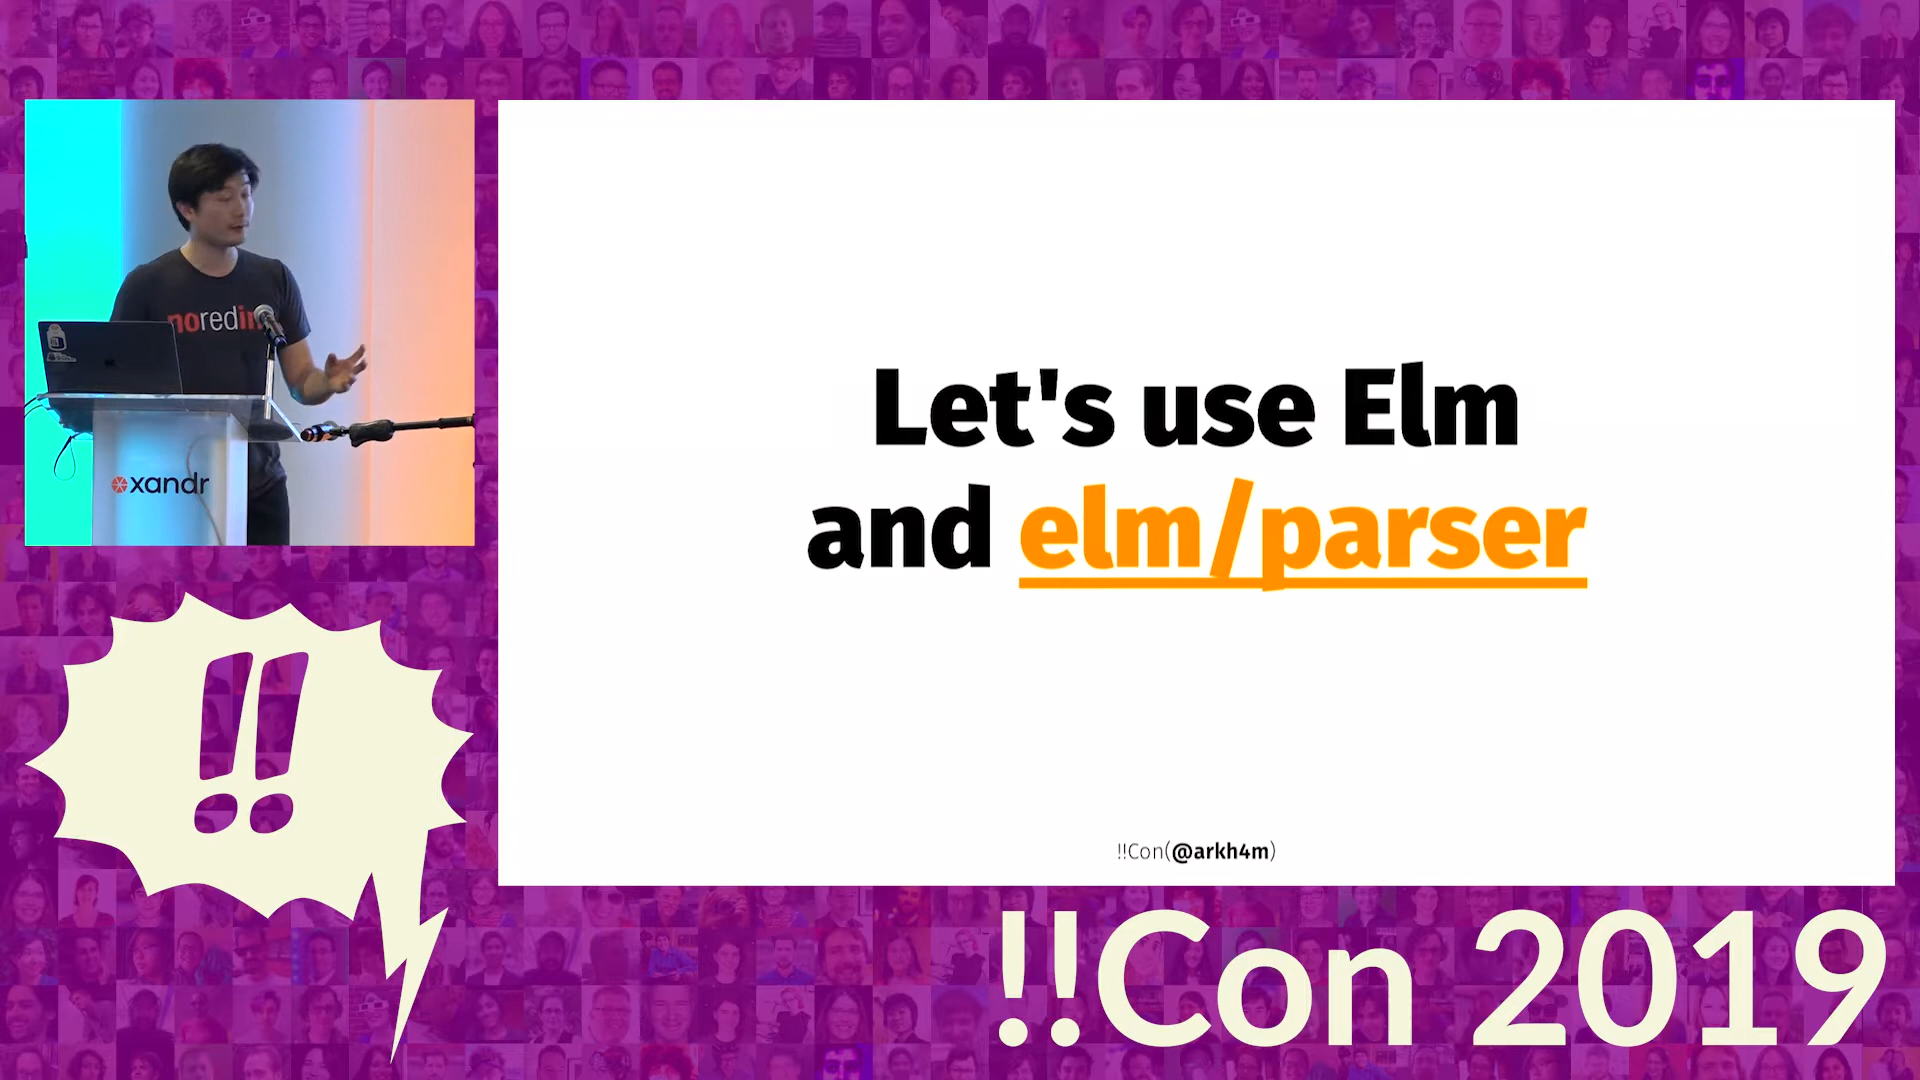 noredin
xandr
Let's use Elm
and elm/parser
!!Con(@arkh4m)
!!
!!Con 2019